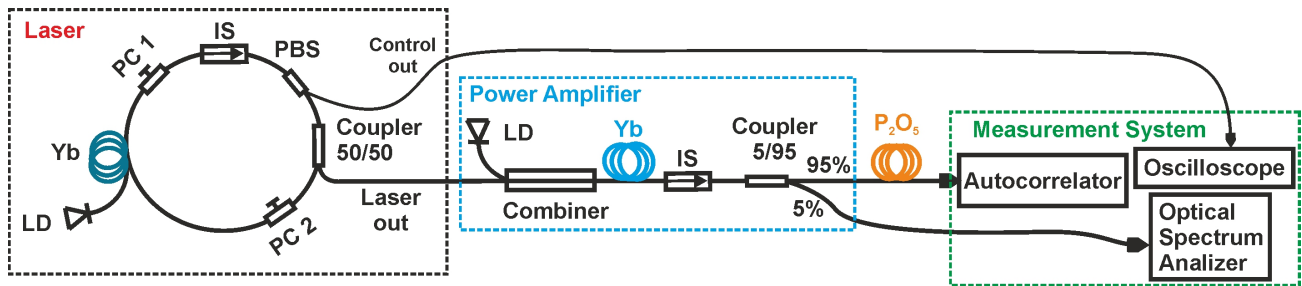 Laser
PC 1
IS
PBS
Control
out
Yb
Coupler
50/50
LD
PC 2
Laser
out
Power Amplifier
LD
Combiner
Yb
IS
Coupler
5/95
95%
5%
P₂O₅
Measurement System
Autocorrelator
Oscilloscope
Optical
Spectrum
Analizer